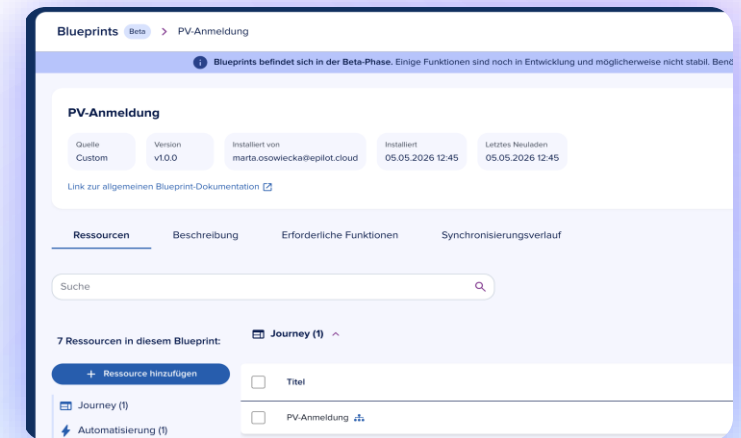 Blueprints Beta > PV-Anmeldung
Blueprints befindet sich in der Beta-Phase. Einige Funktionen sind noch in Entwicklung und möglicherweise nicht stabil.
PV-Anmeldung
Quelle Version Installiert von Installiert Letztes Neuladen
Custom v1.0.0 marta.osowiecka@epilot.cloud 05.05.2026 12:45 05.05.2026 12:45
Link zur allgemeinen Blueprint-Dokumentation
Ressourcen Beschreibung Erforderliche Funktionen Synchronisierungsverlauf
Suche
7 Ressourcen in diesem Blueprint: Journey (1)
+ Ressource hinzufügen Titel
Journey (1)
PV-Anmeldung
Automatisierung (1)